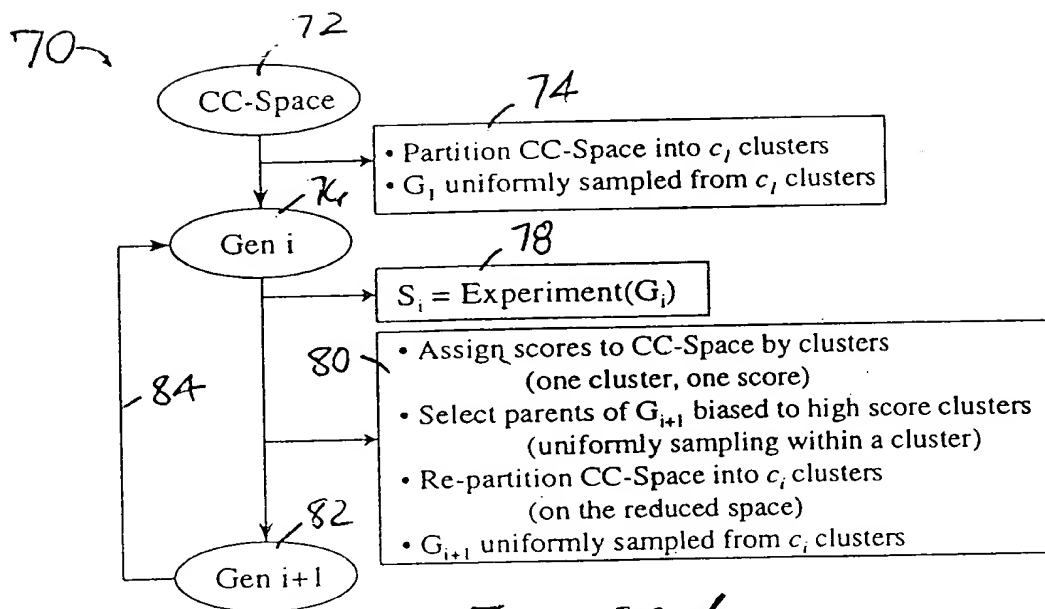 70
72
CC-Space
74
• Partition CC-Space into c₁ clusters
• G₁ uniformly sampled from c₁ clusters
76
Gen i
78
Sᵢ = Experiment(Gᵢ)
80
• Assign scores to CC-Space by clusters
(one cluster, one score)
• Select parents of Gᵢ₊₁ biased to high score clusters
(uniformly sampling within a cluster)
• Re-partition CC-Space into cᵢ clusters
(on the reduced space)
• Gᵢ₊₁ uniformly sampled from cᵢ clusters
84
82
Gen i+1